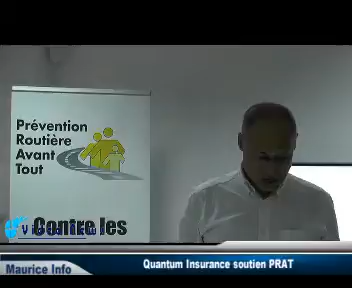 Prévention
Routière
Avant
Tout
Contre les
Quantum Insurance soutien PRAT
Maurice Info